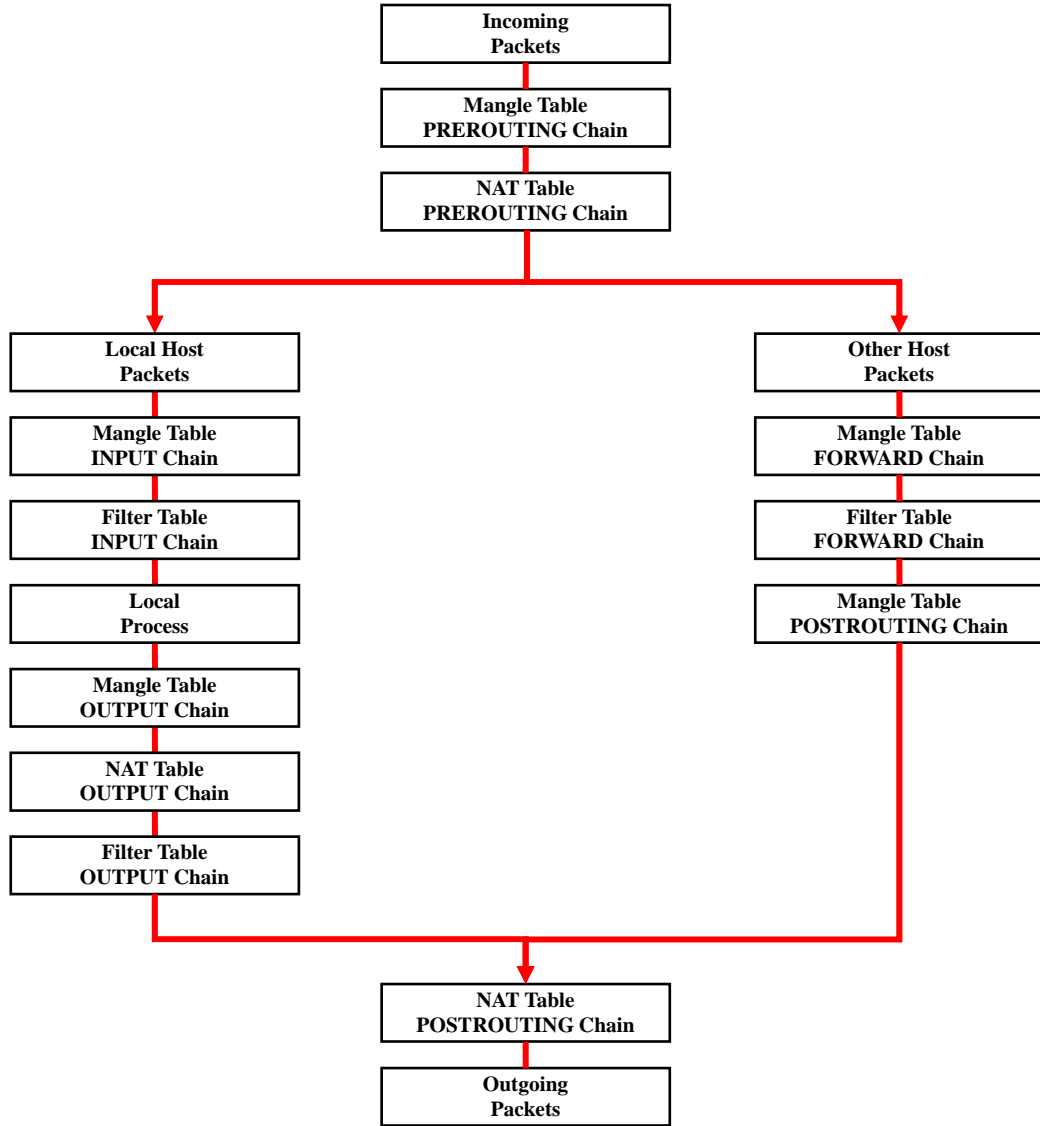 Incoming
Packets
Mangle Table
PREROUTING Chain
NAT Table
PREROUTING Chain
Local Host
Packets
Mangle Table
INPUT Chain
Filter Table
INPUT Chain
Local
Process
Mangle Table
OUTPUT Chain
NAT Table
OUTPUT Chain
Filter Table
OUTPUT Chain
Other Host
Packets
Mangle Table
FORWARD Chain
Filter Table
FORWARD Chain
Mangle Table
POSTROUTING Chain
NAT Table
POSTROUTING Chain
Outgoing
Packets